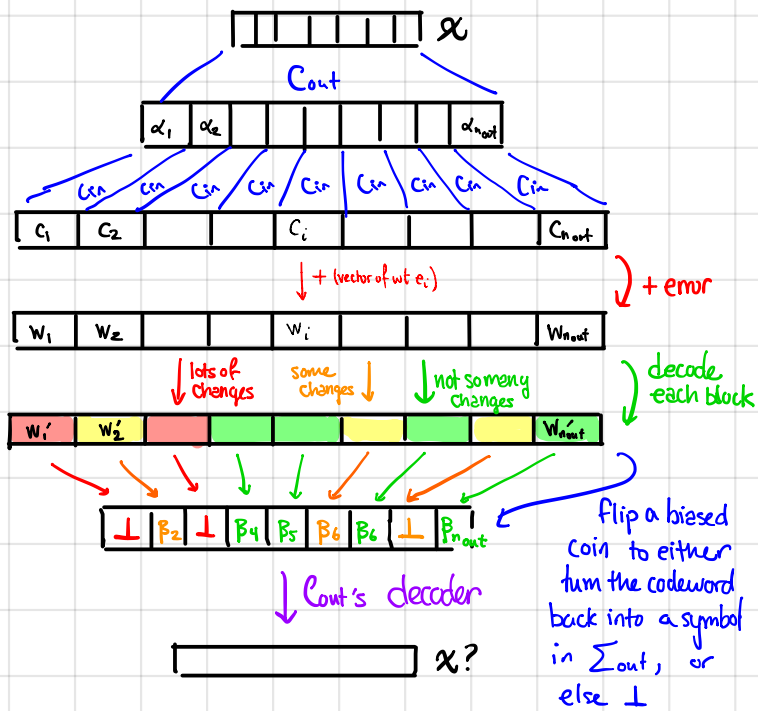 x
Cout
α₁ α₂ αnout
Cin Cin Cin Cin Cin Cin Cin Cin Cin
C₁ C₂ Ci Cnout
+ (vector of wt eᵢ)
+ error
W₁ W₂ Wi Wnout
lots of changes
some changes
not so many changes
decode each block
W₁' W₂' W'nout
⊥ β₂ ⊥ β₄ β₅ β₆ β₆ ⊥ βnout
flip a biased
coin to either
turn the codeword
back into a symbol
in Σout, or
else ⊥
Cout's decoder
x?